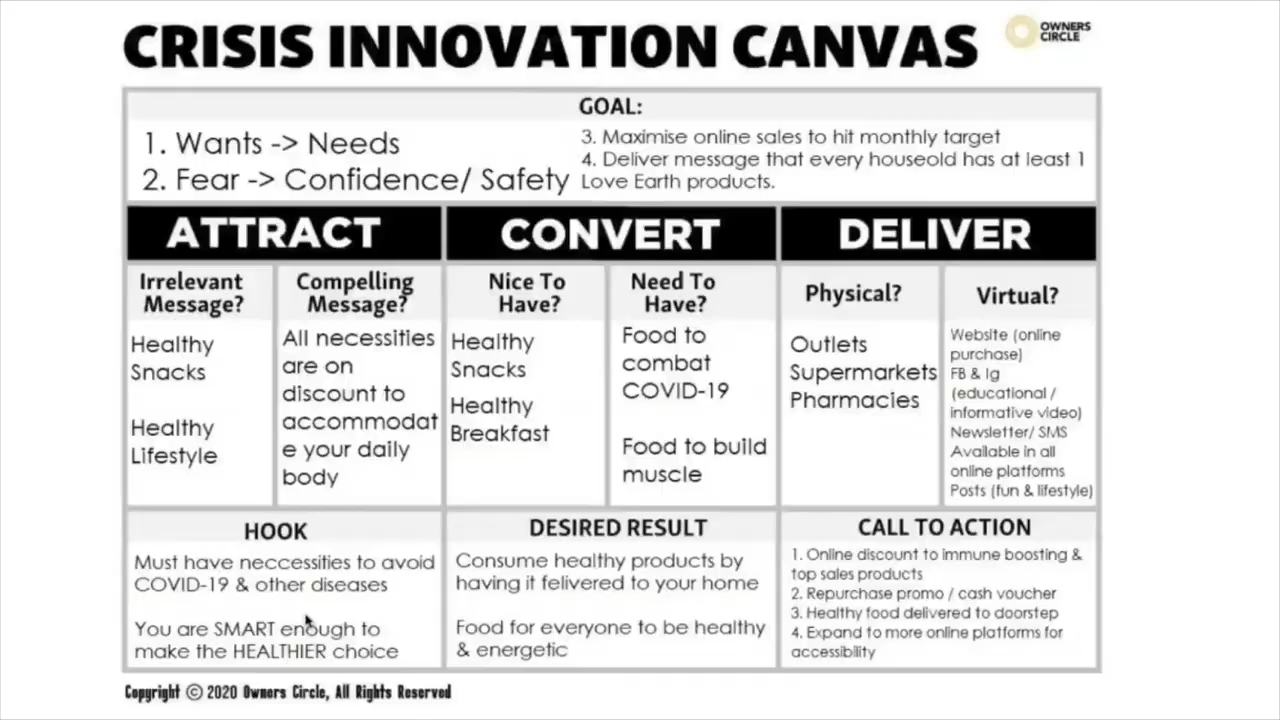 CRISIS INNOVATION CANVAS
OWNERS
CIRCLE
GOAL:
1. Wants -> Needs
2. Fear -> Confidence/ Safety
3. Maximise online sales to hit monthly target
4. Deliver message that every houseold has at least 1
Love Earth products.
ATTRACT
Irrelevant
Message?
Healthy
Snacks
Healthy
Lifestyle
Compelling
Message?
All necessities
are on
discount to
accommodat
e your daily
body
CONVERT
Nice To
Have?
Healthy
Snacks
Healthy
Breakfast
Need To
Have?
Food to
combat
COVID-19
Food to build
muscle
DELIVER
Physical?
Outlets
Supermarkets
Pharmacies
Virtual?
Website (online
purchase)
FB & Ig
(educational /
informative video)
Newsletter/ SMS
Available in all
online platforms
Posts (fun & lifestyle)
HOOK
Must have neccessities to avoid
COVID-19 & other diseases
You are SMART enough to
make the HEALTHIER choice
DESIRED RESULT
Consume healthy products by
having it felivered to your home
Food for everyone to be healthy
& energetic
CALL TO ACTION
1. Online discount to immune boosting &
top sales products
2. Repurchase promo / cash voucher
3. Healthy food delivered to doorstep
4. Expand to more online platforms for
accessibility
Copyright © 2020 Owners Circle, All Rights Reserved